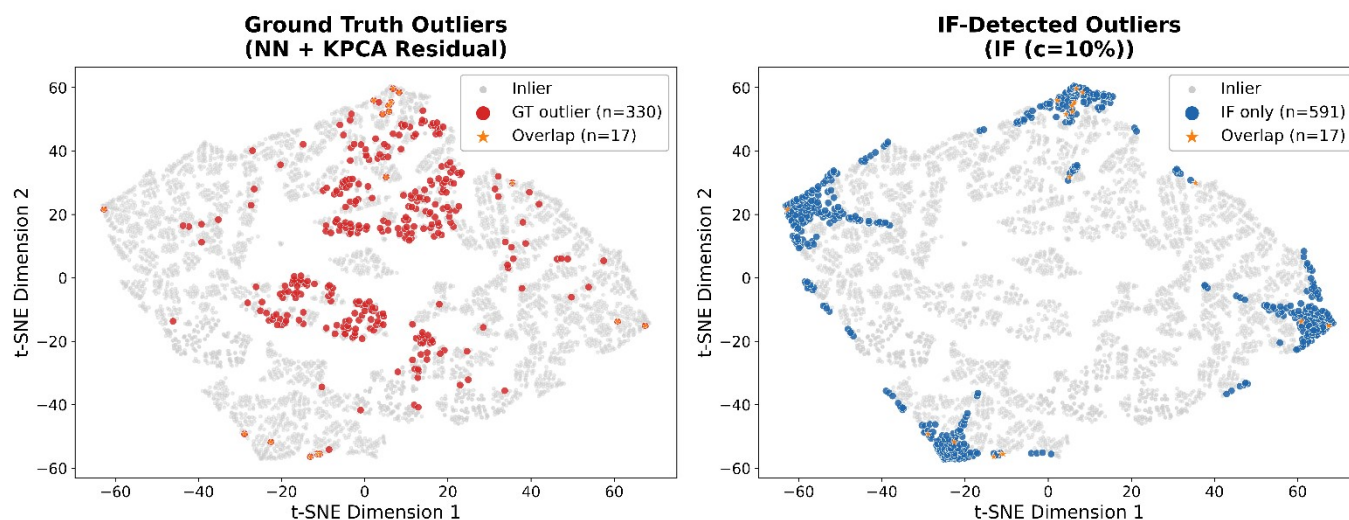 Ground Truth Outliers
(NN + KPCA Residual)
Inlier
GT outlier (n=330)
Overlap (n=17)
60
40
20
0
−20
−40
−60
t-SNE Dimension 2
−60 −40 −20 0 20 40 60
t-SNE Dimension 1
IF-Detected Outliers
(IF (c=10%))
Inlier
IF only (n=591)
Overlap (n=17)
60
40
20
0
−20
−40
−60
t-SNE Dimension 2
−60 −40 −20 0 20 40 60
t-SNE Dimension 1